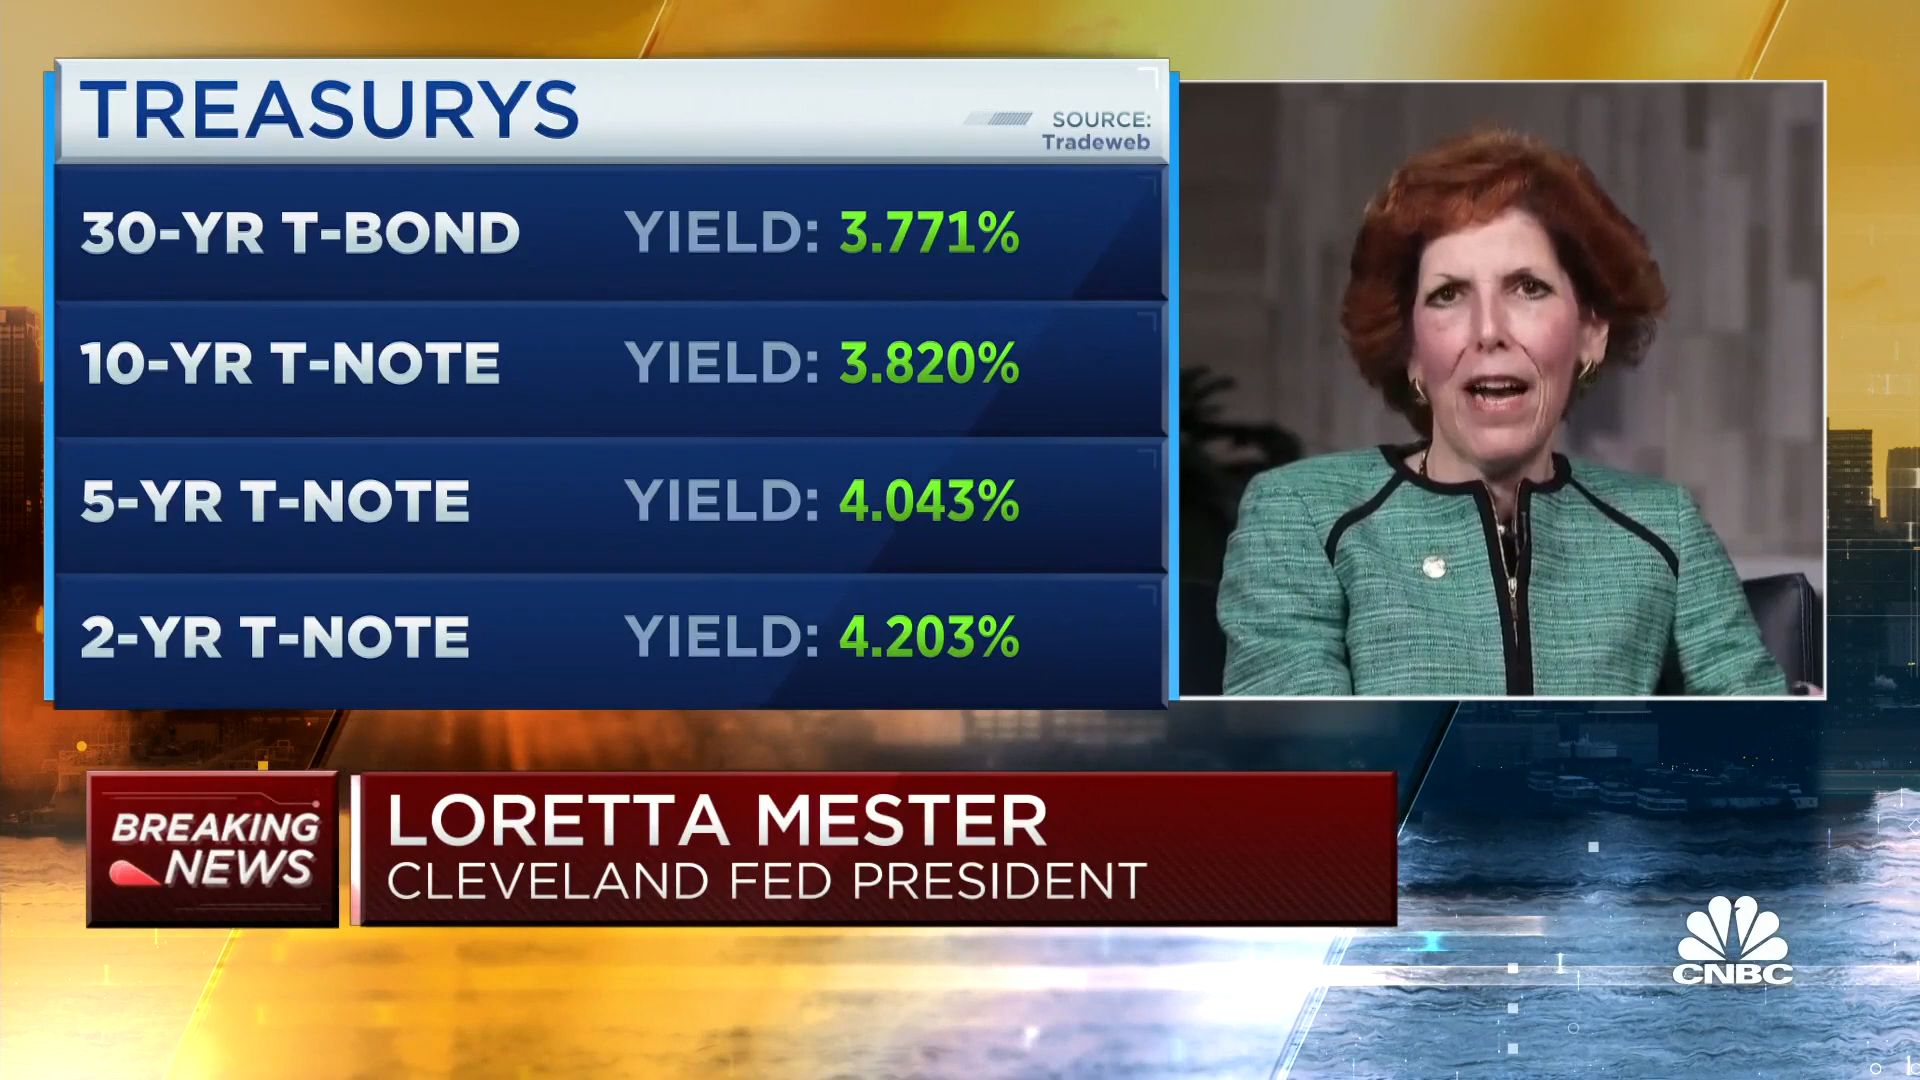 TREASURYS
SOURCE:
Tradeweb
30-YR T-BOND YIELD: 3.771%
10-YR T-NOTE YIELD: 3.820%
5-YR T-NOTE YIELD: 4.043%
2-YR T-NOTE YIELD: 4.203%
BREAKING
NEWS
LORETTA MESTER
CLEVELAND FED PRESIDENT
CNBC